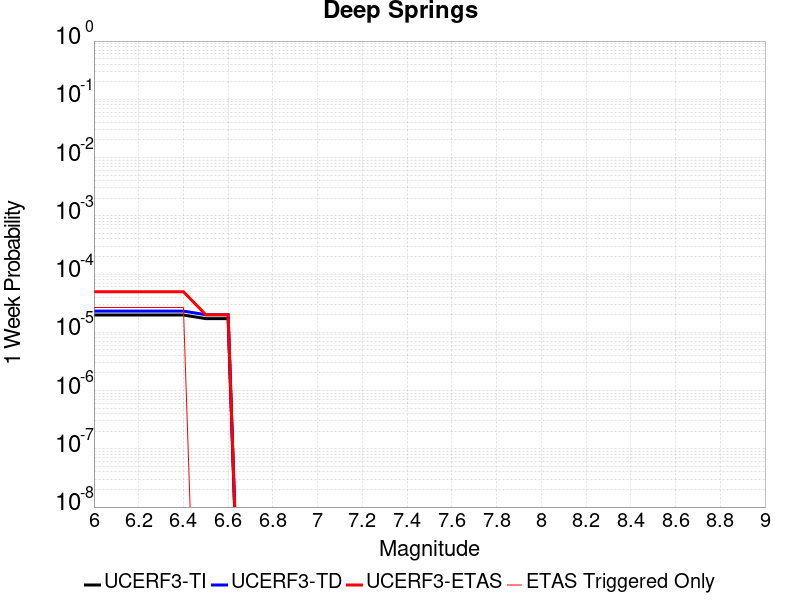 Deep Springs
10^0
10^-1
10^-2
10^-3
10^-4
10^-5
10^-6
10^-7
10^-8
1 Week Probability
6 6.2 6.4 6.6 6.8 7 7.2 7.4 7.6 7.8 8 8.2 8.4 8.6 8.8 9
Magnitude
UCERF3-TI UCERF3-TD UCERF3-ETAS ETAS Triggered Only